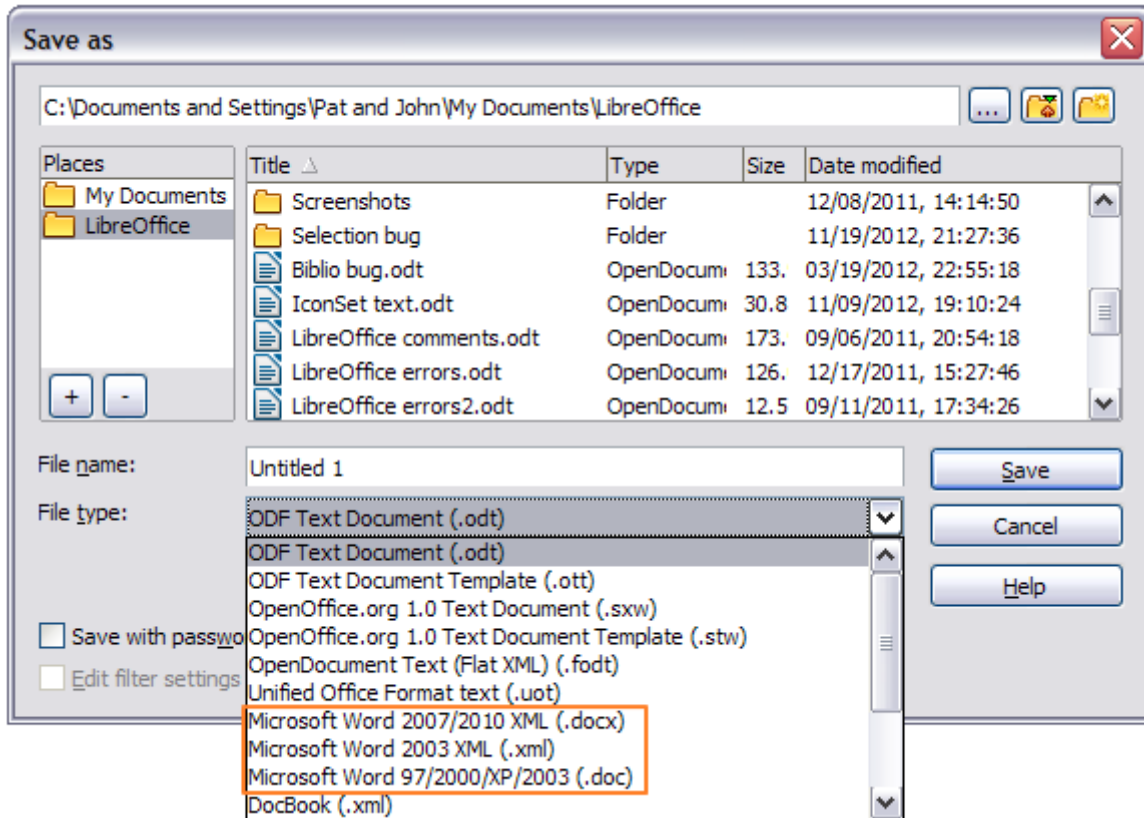 Save as
C:\Documents and Settings\Pat and John\My Documents\LibreOffice ...
Places Title Type Size Date modified
My Documents Screenshots Folder 12/08/2011, 14:14:50
LibreOffice Selection bug Folder 11/19/2012, 21:27:36
Biblio bug.odt OpenDocum 133. 03/19/2012, 22:55:18
IconSet text.odt OpenDocum 30.8 11/09/2012, 19:10:24
LibreOffice comments.odt OpenDocum 173. 09/06/2011, 20:54:18
LibreOffice errors.odt OpenDocum 126. 12/17/2011, 15:27:46
+ - LibreOffice errors2.odt OpenDocum 12.5 09/11/2011, 17:34:26
File name: Untitled 1 Save
File type: ODF Text Document (.odt) Cancel
ODF Text Document (.odt)
ODF Text Document Template (.ott) Help
OpenOffice.org 1.0 Text Document (.sxw)
Save with passwo OpenOffice.org 1.0 Text Document Template (.stw)
OpenDocument Text (Flat XML) (.fodt)
Edit filter settings Unified Office Format text (.uot)
Microsoft Word 2007/2010 XML (.docx)
Microsoft Word 2003 XML (.xml)
Microsoft Word 97/2000/XP/2003 (.doc)
DocBook (.xml)